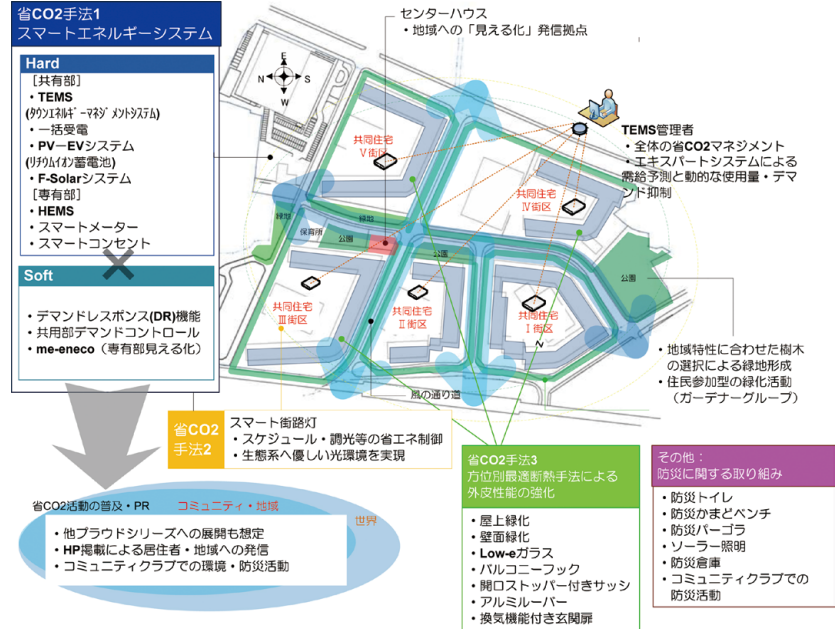 省CO2手法1
スマートエネルギーシステム
Hard
［共有部］
・TEMS
(ﾀｳﾝｴﾈﾙｷﾞｰﾏﾈｼﾞﾒﾝﾄｼｽﾃﾑ)
・一括受電
・PV－EVシステム
(ﾘﾁｳﾑｲｵﾝ蓄電池)
・F-Solarシステム
［専有部］
・HEMS
・スマートメーター
・スマートコンセント
Soft
・デマンドレスポンス(DR)機能
・共用部デマンドコントロール
・me-eneco（専有部見える化）
センターハウス
・地域への「見える化」発信拠点
E
N
S
W
TEMS管理者
・全体の省CO2マネジメント
・エキスパートシステムによる
需給予測と動的な使用量・デマ
ンド抑制
共同住宅
Ⅴ街区
共同住宅
Ⅳ街区
緑地
緑地
保育所
公園
公園
公園
共同住宅
Ⅲ街区
共同住宅
Ⅱ街区
共同住宅
Ⅰ街区
Z
風の通り道
・地域特性に合わせた樹木
の選択による緑地形成
・住民参加型の緑化活動
（ガーデナーグループ）
省CO2
手法2
スマート街路灯
・スケジュール・調光等の省エネ制御
・生態系へ優しい光環境を実現
省CO2手法3
方位別最適断熱手法による
外皮性能の強化
・屋上緑化
・壁面緑化
・Low-eガラス
・バルコニーフック
・開口ストッパー付きサッシ
・アルミルーバー
・換気機能付き玄関扉
その他：
防災に関する取り組み
・防災トイレ
・防災かまどベンチ
・防災パーゴラ
・ソーラー照明
・防災倉庫
・コミュニティクラブでの
防災活動
省CO2活動の普及・PR
コミュニティ・地域
世界
・他プラウドシリーズへの展開も想定
・HP掲載による居住者・地域への発信
・コミュニティクラブでの環境・防災活動